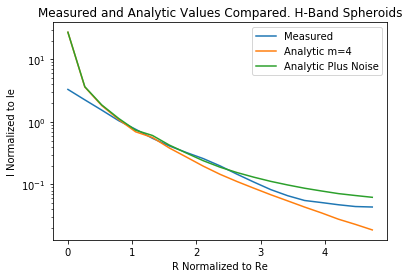 Measured and Analytic Values Compared. H-Band Spheroids
Measured
Analytic m=4
Analytic Plus Noise
I Normalized to Ie
10¹
10⁰
10⁻¹
0 1 2 3 4
R Normalized to Re